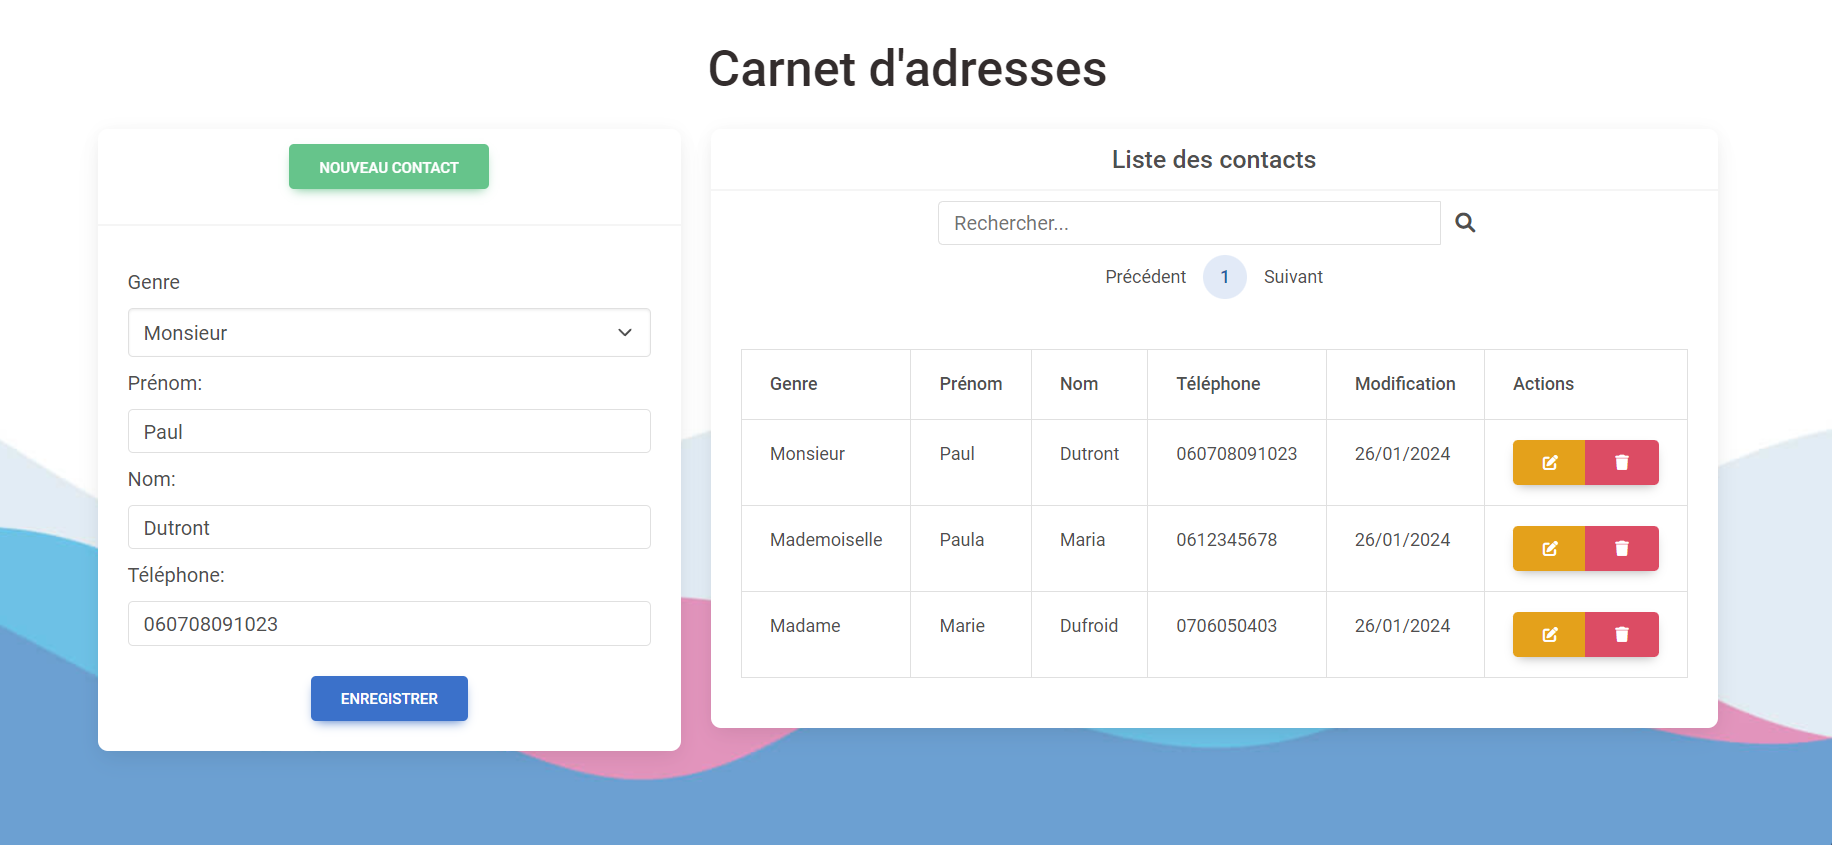 Carnet d'adresses
NOUVEAU CONTACT
Genre
Monsieur
Prénom:
Paul
Nom:
Dutront
Téléphone:
060708091023
ENREGISTRER
Liste des contacts
Rechercher...
Précédent 1 Suivant
Genre Prénom Nom Téléphone Modification Actions
Monsieur Paul Dutront 060708091023 26/01/2024
Mademoiselle Paula Maria 0612345678 26/01/2024
Madame Marie Dufroid 0706050403 26/01/2024